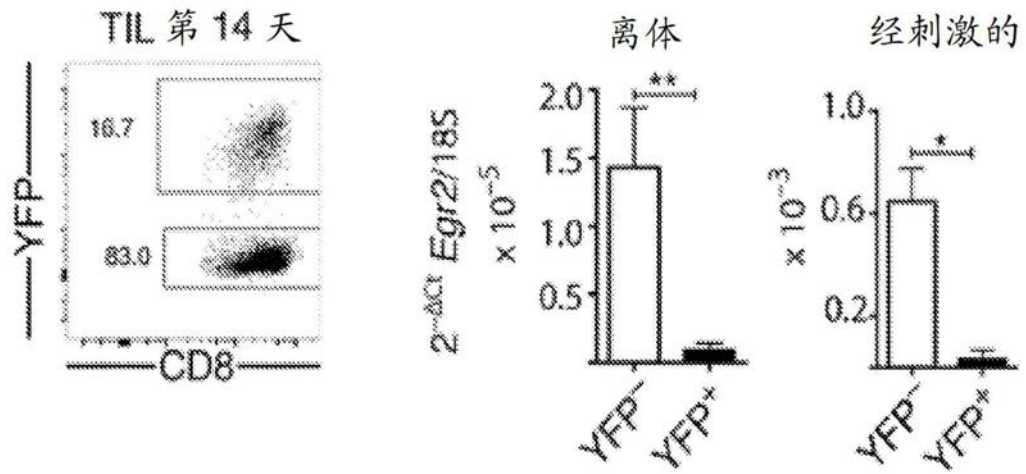 TIL 第 14 天
16.7
83.0
YFP
CD8
离体
2^-ΔCt Egr2/18S
x 10^-5
**
2.0
1.5
1.0
0.5
YFP^-
YFP^+
经刺激的
x 10^-3
*
1.0
0.6
0.2
YFP^-
YFP^+